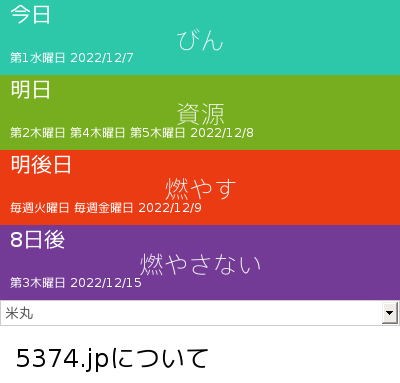 今日
びん
第1水曜日 2022/12/7
明日
資源
第2木曜日 第4木曜日 第5木曜日 2022/12/8
明後日
燃やす
毎週火曜日 毎週金曜日 2022/12/9
8日後
燃やさない
第3木曜日 2022/12/15
米丸
5374.jpについて